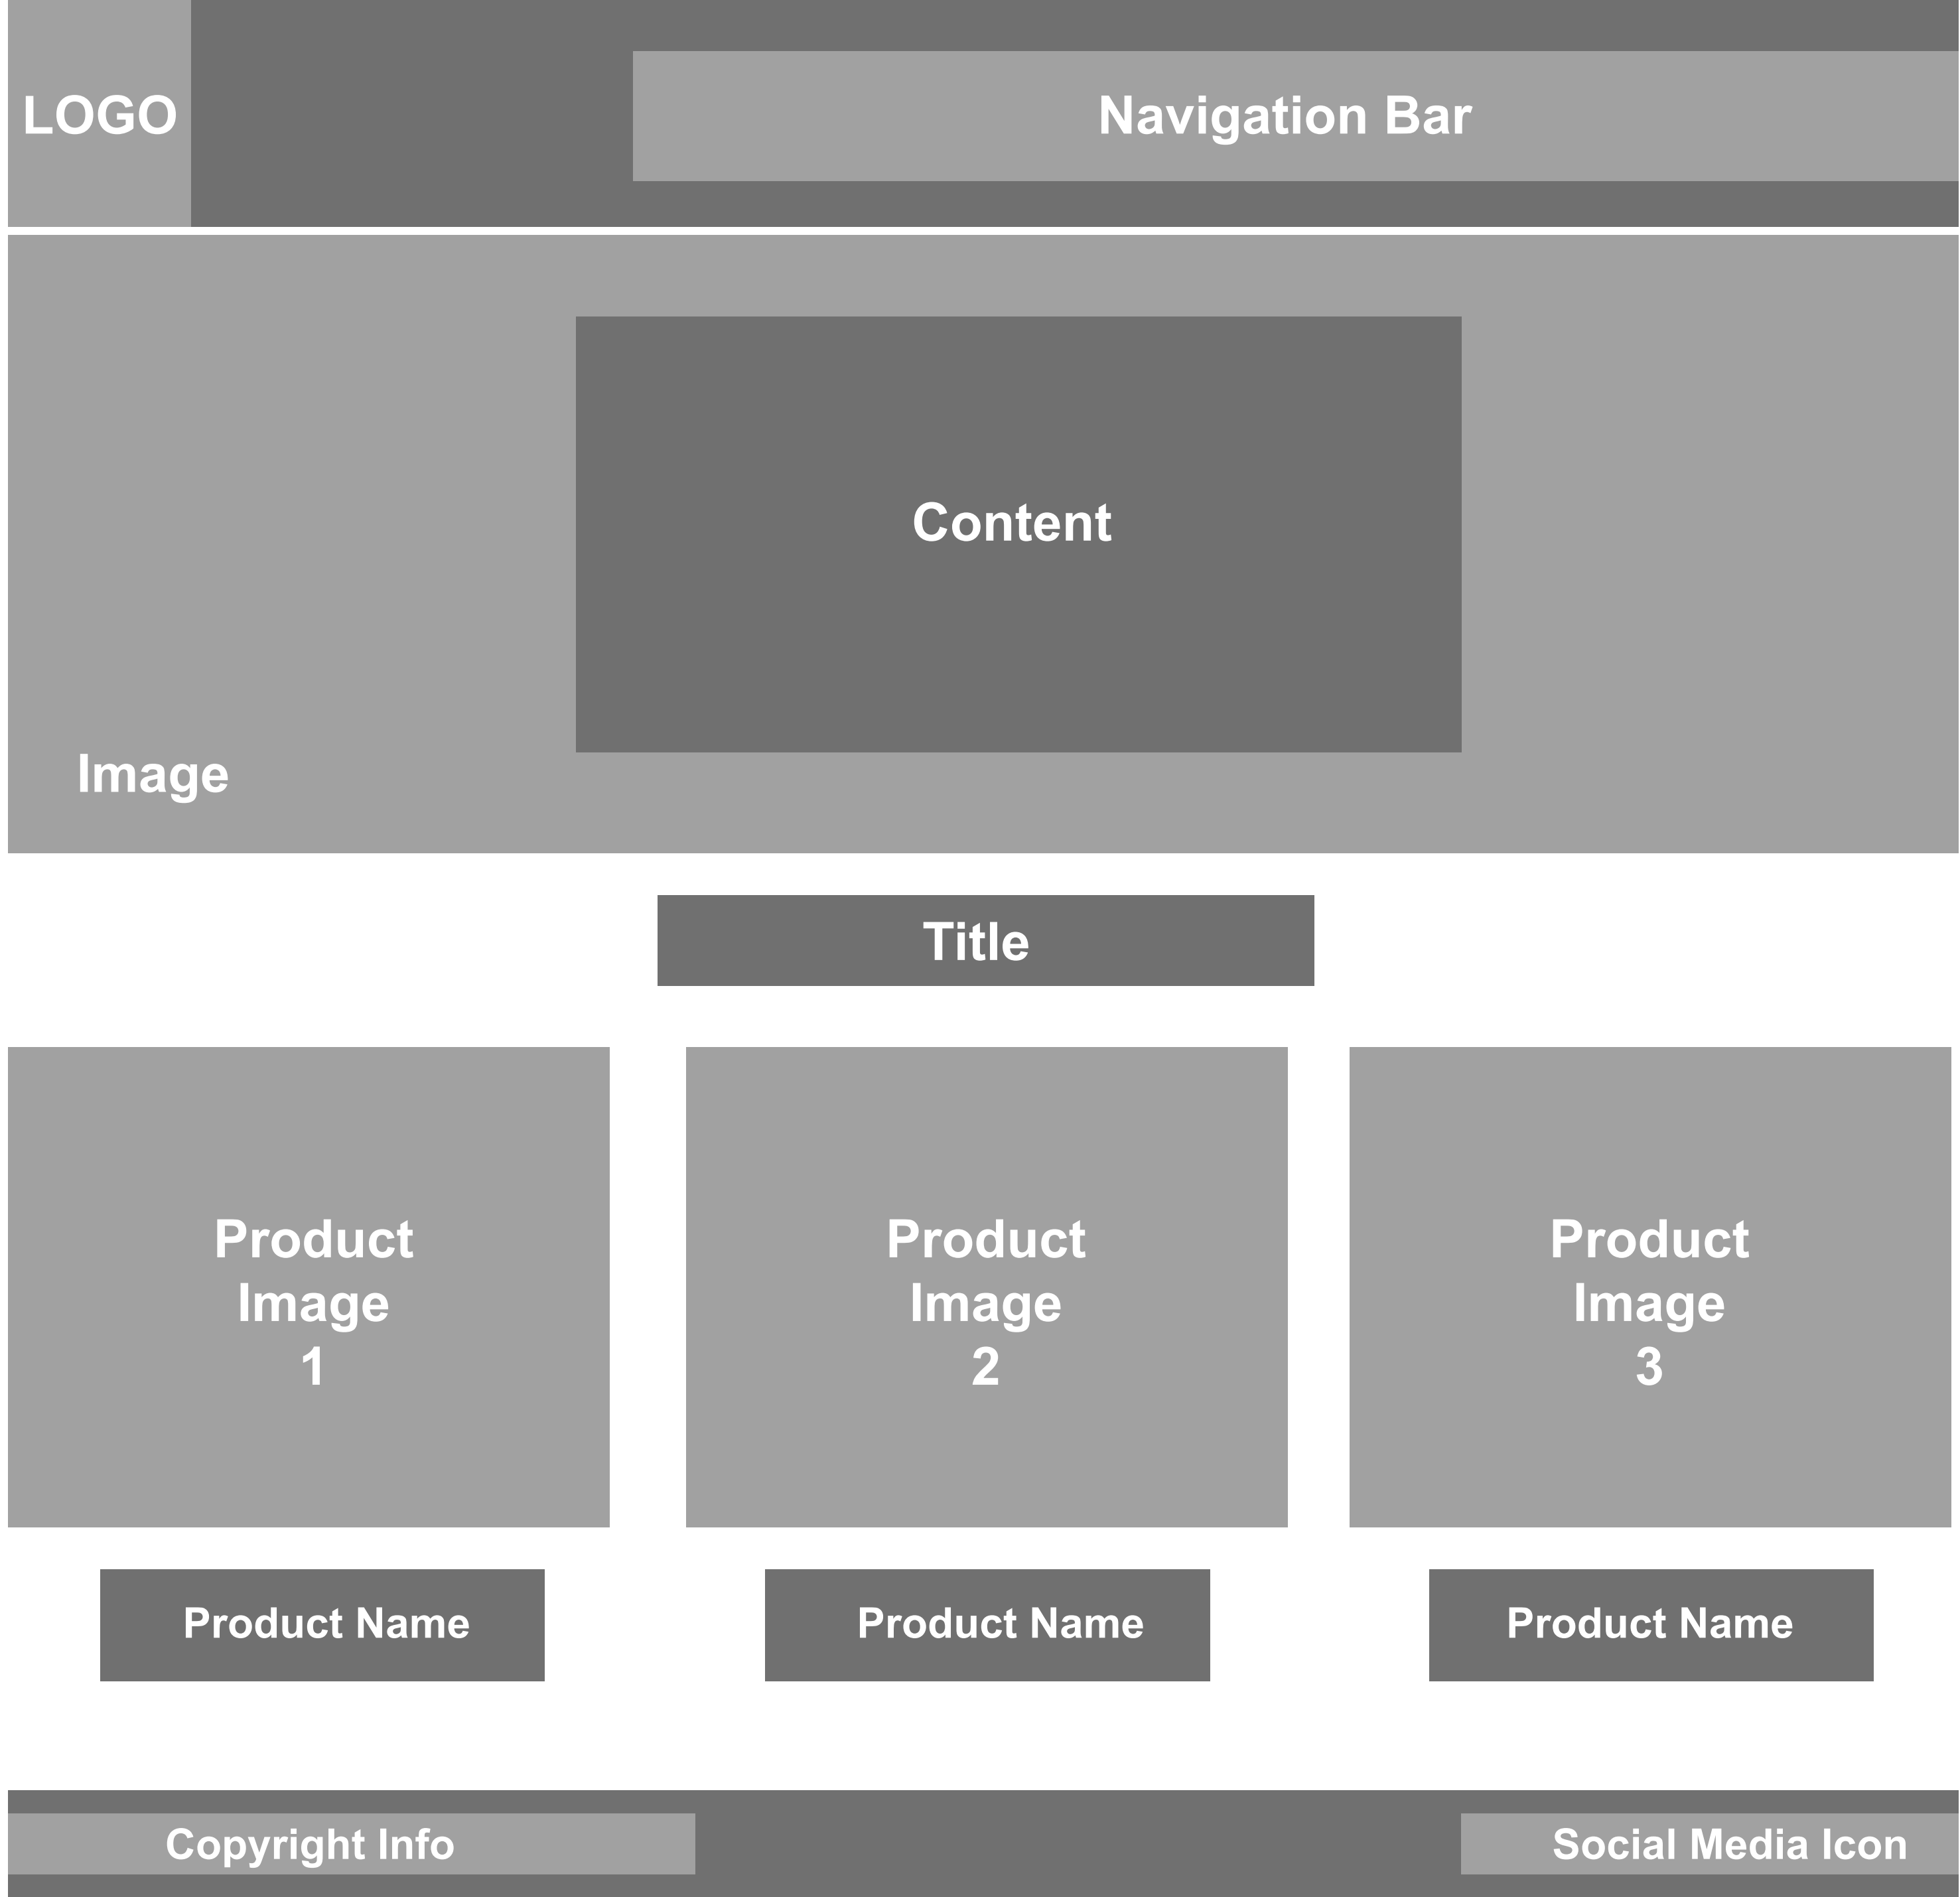 LOGO
Navigation Bar
Content
Image
Title
Product
Image
1
Product
Image
2
Product
Image
3
Product Name
Product Name
Product Name
Copyright Info
Social Media Icon